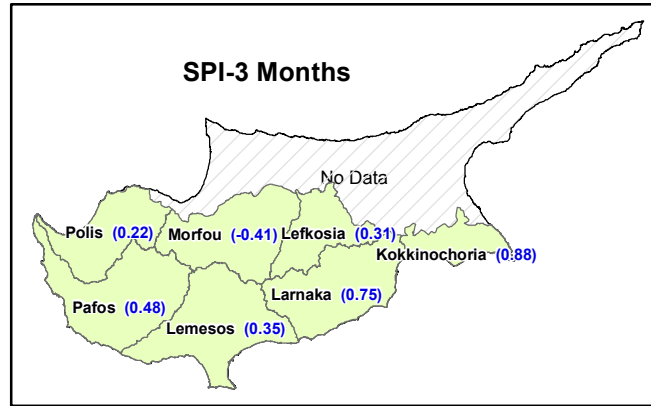 SPI-3 Months
No Data
Polis (0.22)
Morfou (-0.41)
Lefkosia (0.31)
Kokkinochoria (0.88)
Pafos (0.48)
Larnaka (0.75)
Lemesos (0.35)